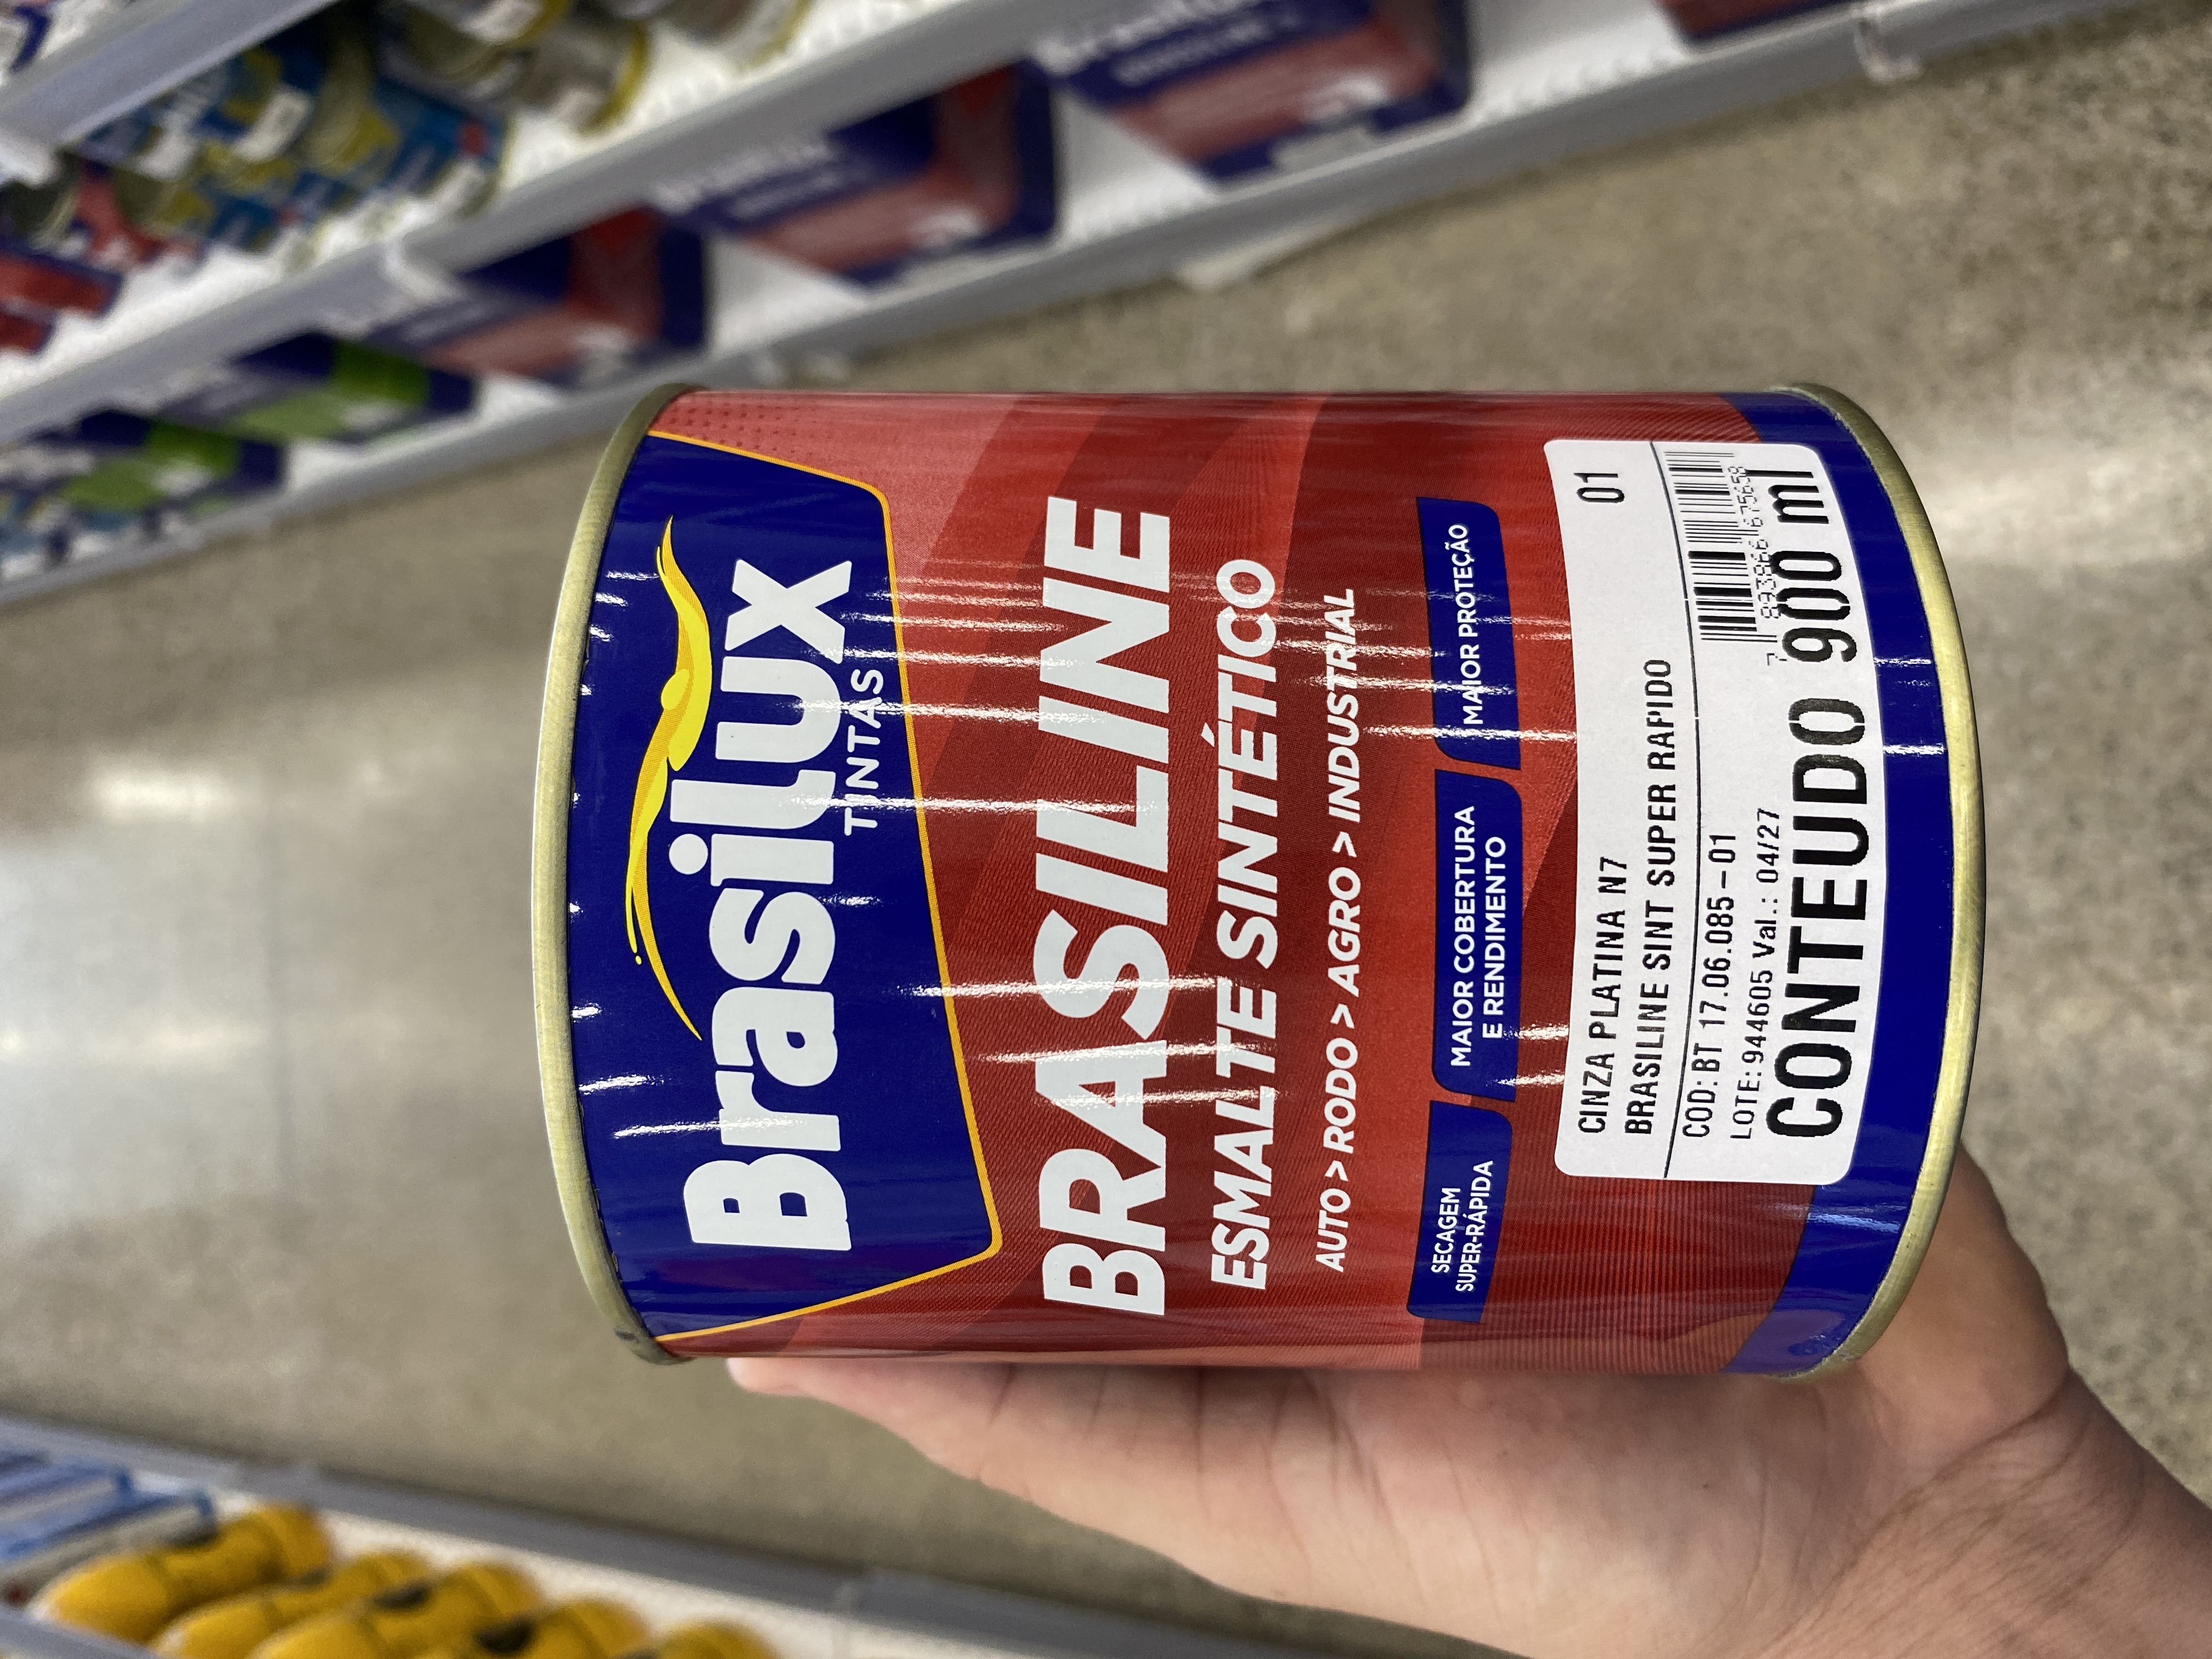 Brasilux
TINTAS
BRASILINE
ESMALTE SINTÉTICO
AUTO > RODO > AGRO > INDUSTRIAL
SECAGEM
SUPER-RÁPIDA
MAIOR COBERTURA
E RENDIMENTO
MAIOR PROTEÇÃO
CINZA PLATINA N7 01
BRASILINE SINT SUPER RAPIDO
COD:BT 17.06.085-01
LOTE:944605 Val.: 04/27
CONTEUDO 900 ml